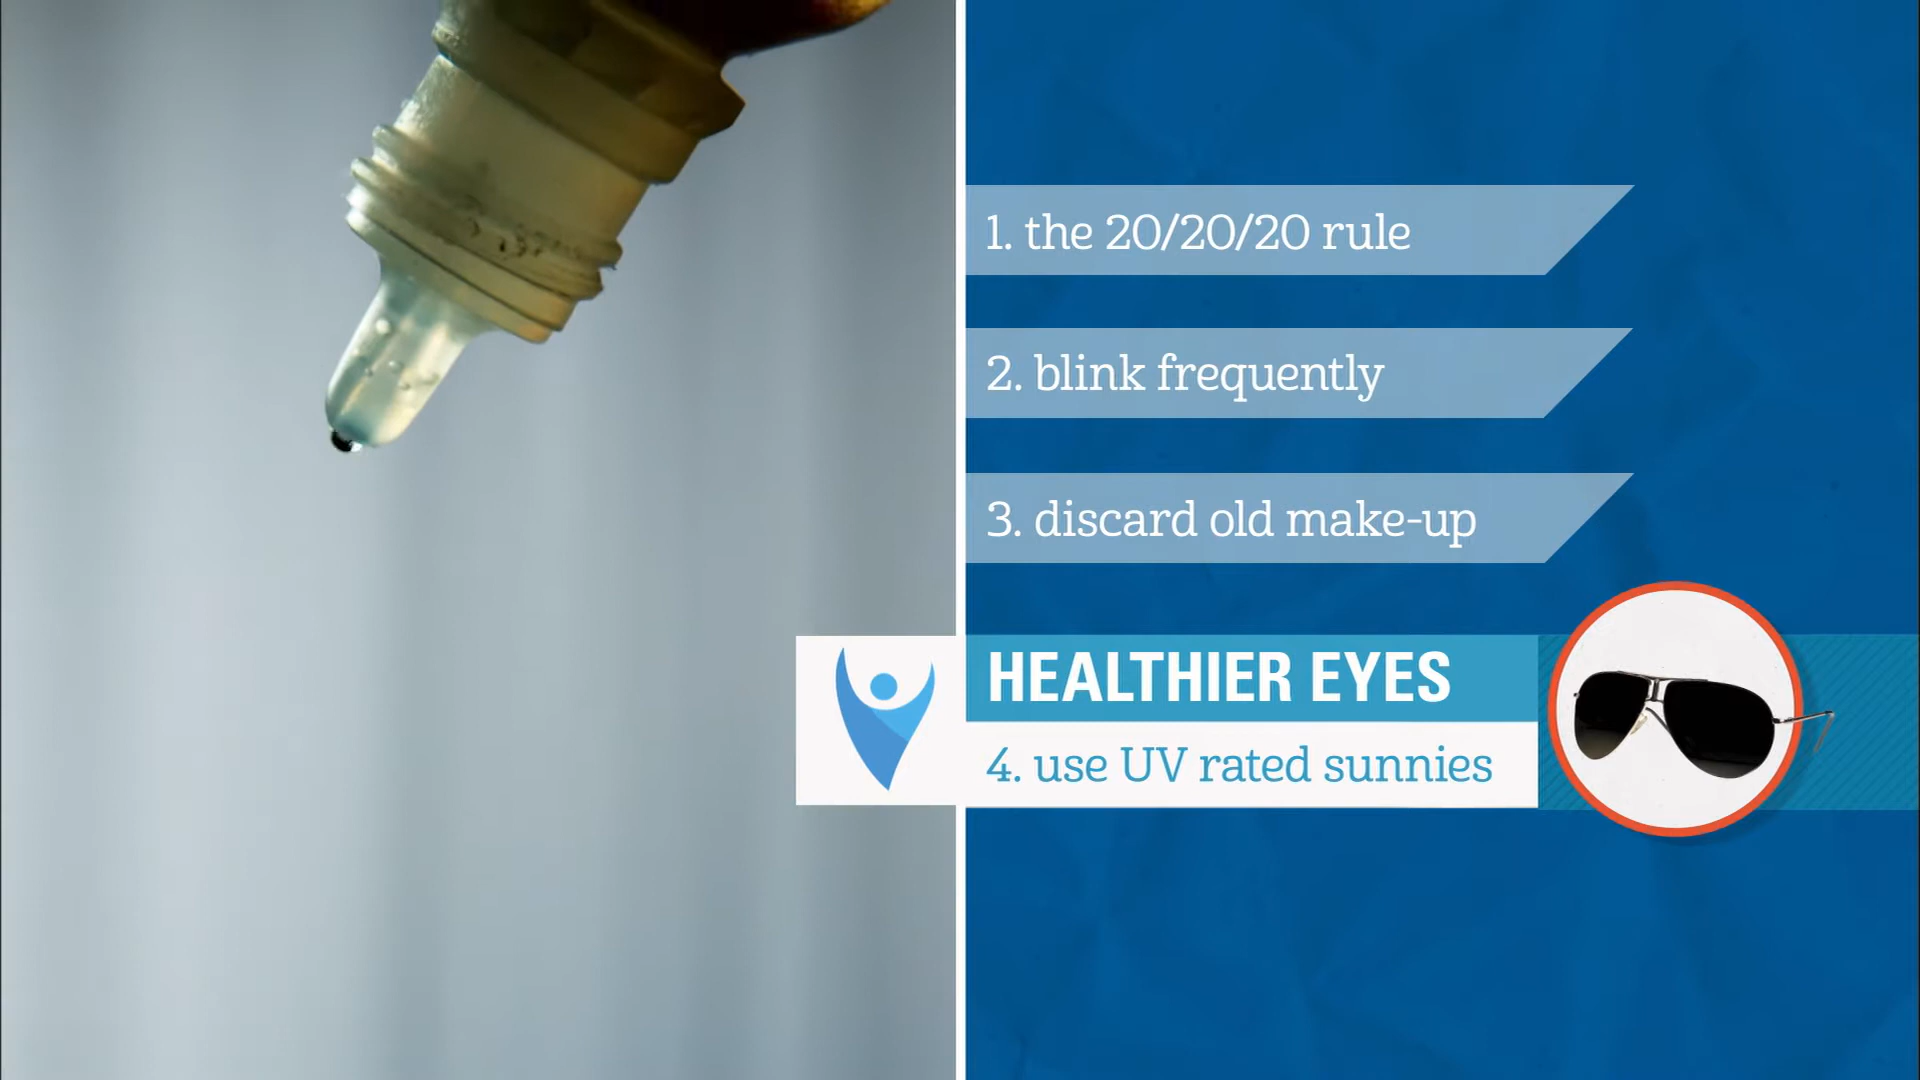 1. the 20/20/20 rule
2. blink frequently
3. discard old make-up
HEALTHIER EYES
4. use UV rated sunnies